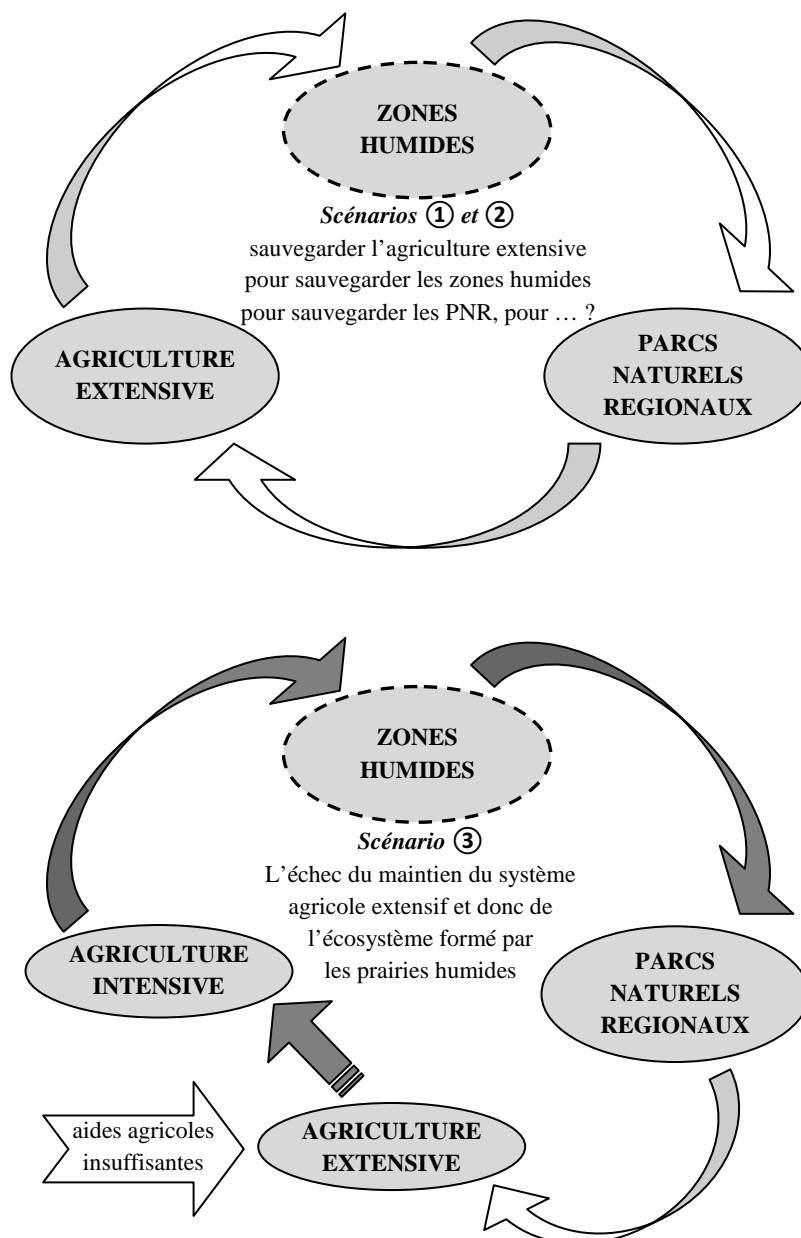 ZONES
HUMIDES
Scénarios ① et ②
sauvegarder l’agriculture extensive
pour sauvegarder les zones humides
pour sauvegarder les PNR, pour … ?
AGRICULTURE
EXTENSIVE
PARCS
NATURELS
REGIONAUX
ZONES
HUMIDES
Scénario ③
L’échec du maintien du système
agricole extensif et donc de
l’écosystème formé par
les prairies humides
AGRICULTURE
INTENSIVE
PARCS
NATURELS
REGIONAUX
aides agricoles
insuffisantes
AGRICULTURE
EXTENSIVE